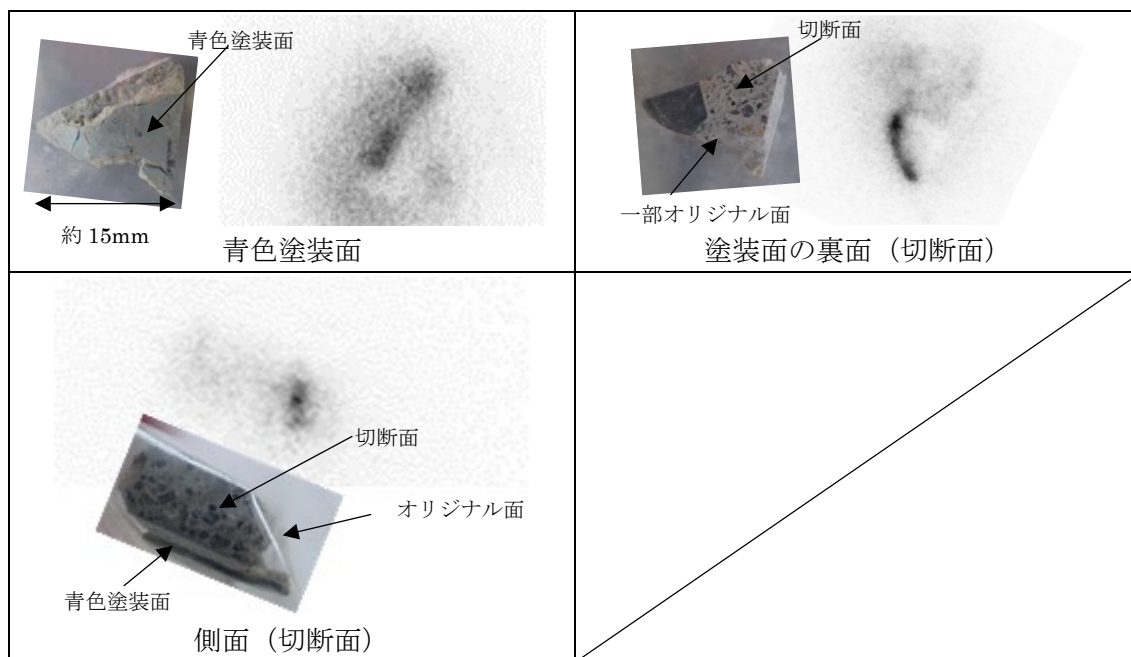 青色塗装面
約 15mm
青色塗装面
切断面
一部オリジナル面
塗装面の裏面（切断面）
切断面
オリジナル面
青色塗装面
側面（切断面）